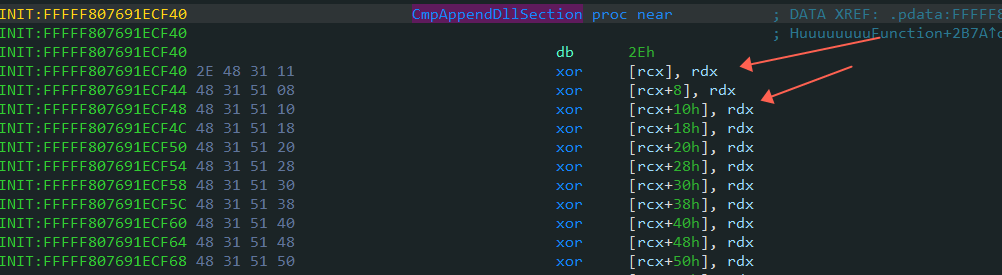 INIT:FFFFF807691ECF40 CmpAppendDllSection proc near ; DATA XREF: .pdata:FFFFF8
INIT:FFFFF807691ECF40 ; HuuuuuuuuFunction+2B7A↑o
INIT:FFFFF807691ECF40 db 2Eh
INIT:FFFFF807691ECF40 2E 48 31 11 xor [rcx], rdx
INIT:FFFFF807691ECF44 48 31 51 08 xor [rcx+8], rdx
INIT:FFFFF807691ECF48 48 31 51 10 xor [rcx+10h], rdx
INIT:FFFFF807691ECF4C 48 31 51 18 xor [rcx+18h], rdx
INIT:FFFFF807691ECF50 48 31 51 20 xor [rcx+20h], rdx
INIT:FFFFF807691ECF54 48 31 51 28 xor [rcx+28h], rdx
INIT:FFFFF807691ECF58 48 31 51 30 xor [rcx+30h], rdx
INIT:FFFFF807691ECF5C 48 31 51 38 xor [rcx+38h], rdx
INIT:FFFFF807691ECF60 48 31 51 40 xor [rcx+40h], rdx
INIT:FFFFF807691ECF64 48 31 51 48 xor [rcx+48h], rdx
INIT:FFFFF807691ECF68 48 31 51 50 xor [rcx+50h], rdx